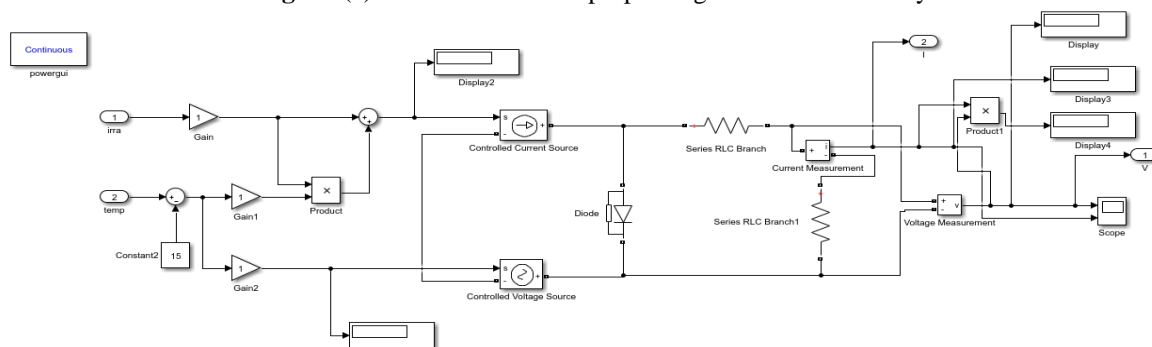 Continuous
powergui
Display2
Display
2
I
Display3
Display4
1
irra
1
Gain
s
- +
Controlled Current Source
Series RLC Branch
+ i
-
Current Measurement
×
Product1
1
V
2
temp
1
Gain1
×
Product
Diode
Series RLC Branch1
+ v
-
Voltage Measurement
Scope
Constant2
15
1
Gain2
s
- +
Controlled Voltage Source